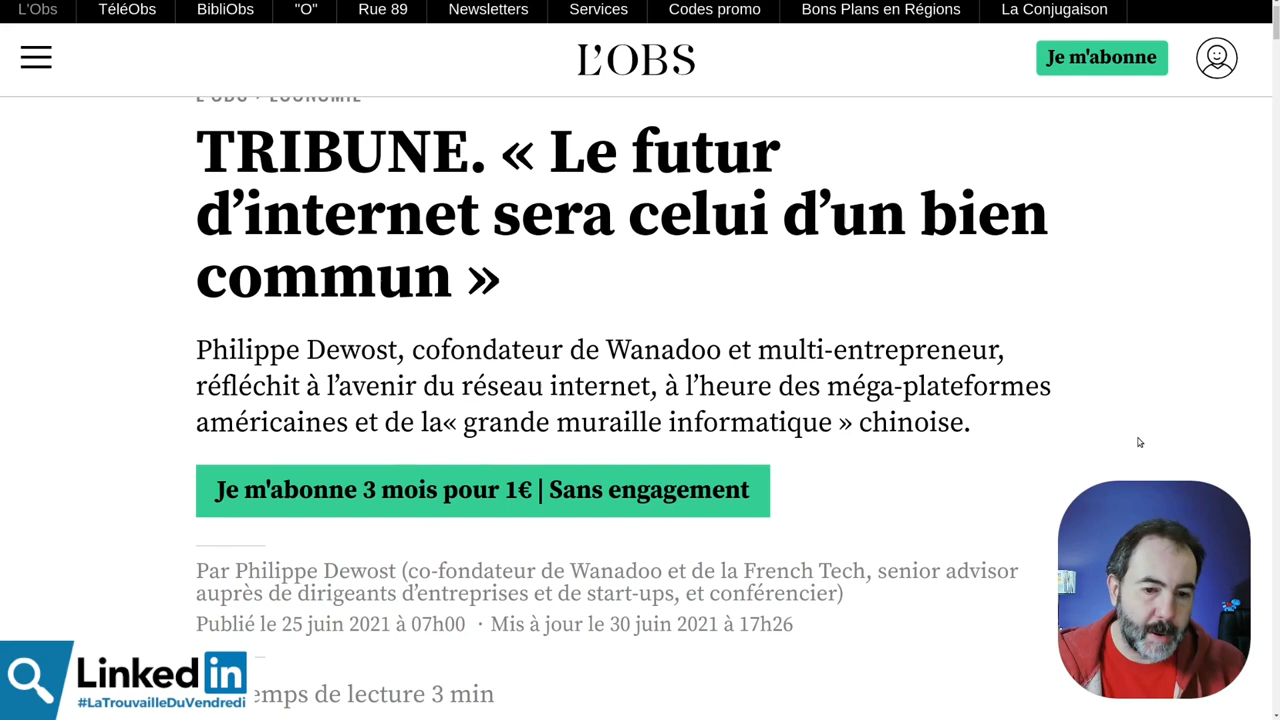 L'Obs TéléObs BibliObs "O" Rue 89 Newsletters Services Codes promo Bons Plans en Régions La Conjugaison
L'OBS
Je m'abonne
L'OBS > ÉCONOMIE
TRIBUNE. « Le futur
d’internet sera celui d’un bien
commun »
Philippe Dewost, cofondateur de Wanadoo et multi-entrepreneur,
réfléchit à l’avenir du réseau internet, à l’heure des méga-plateformes
américaines et de la« grande muraille informatique » chinoise.
Je m'abonne 3 mois pour 1€ | Sans engagement
Par Philippe Dewost (co-fondateur de Wanadoo et de la French Tech, senior advisor
auprès de dirigeants d’entreprises et de start-ups, et conférencier)
Publié le 25 juin 2021 à 07h00 · Mis à jour le 30 juin 2021 à 17h26
emps de lecture 3 min
Linked in
#LaTrouvailleDuVendredi